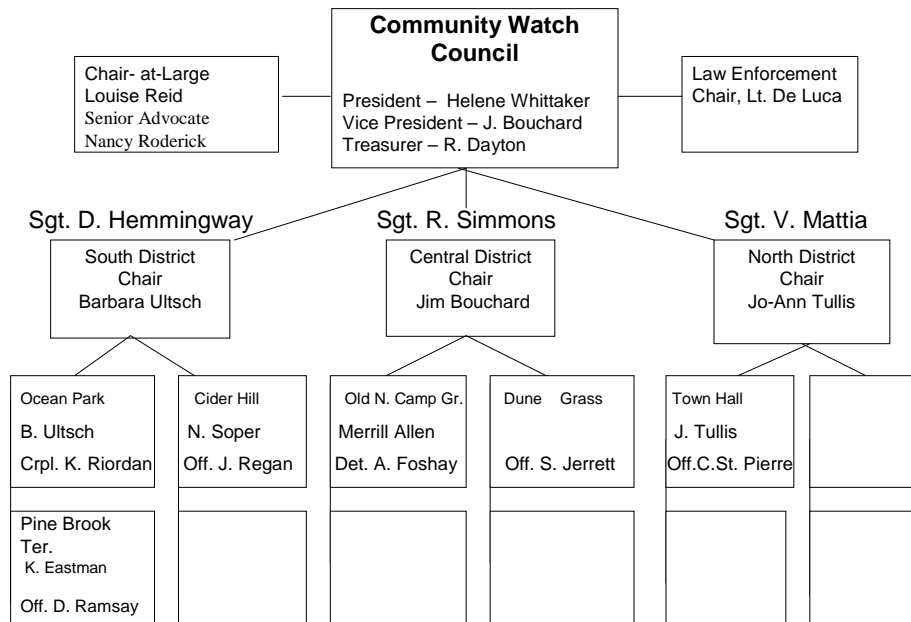 Community Watch
Council
President – Helene Whittaker
Vice President – J. Bouchard
Treasurer – R. Dayton
Chair- at-Large
Louise Reid
Senior Advocate
Nancy Roderick
Law Enforcement
Chair, Lt. De Luca
Sgt. D. Hemmingway
South District
Chair
Barbara Ultsch
Sgt. R. Simmons
Central District
Chair
Jim Bouchard
Sgt. V. Mattia
North District
Chair
Jo-Ann Tullis
Ocean Park
B. Ultsch
Crpl. K. Riordan
Cider Hill
N. Soper
Off. J. Regan
Old N. Camp Gr.
Merrill Allen
Det. A. Foshay
Dune Grass
Off. S. Jerrett
Town Hall
J. Tullis
Off.C.St. Pierre
Pine Brook
Ter.
K. Eastman
Off. D. Ramsay